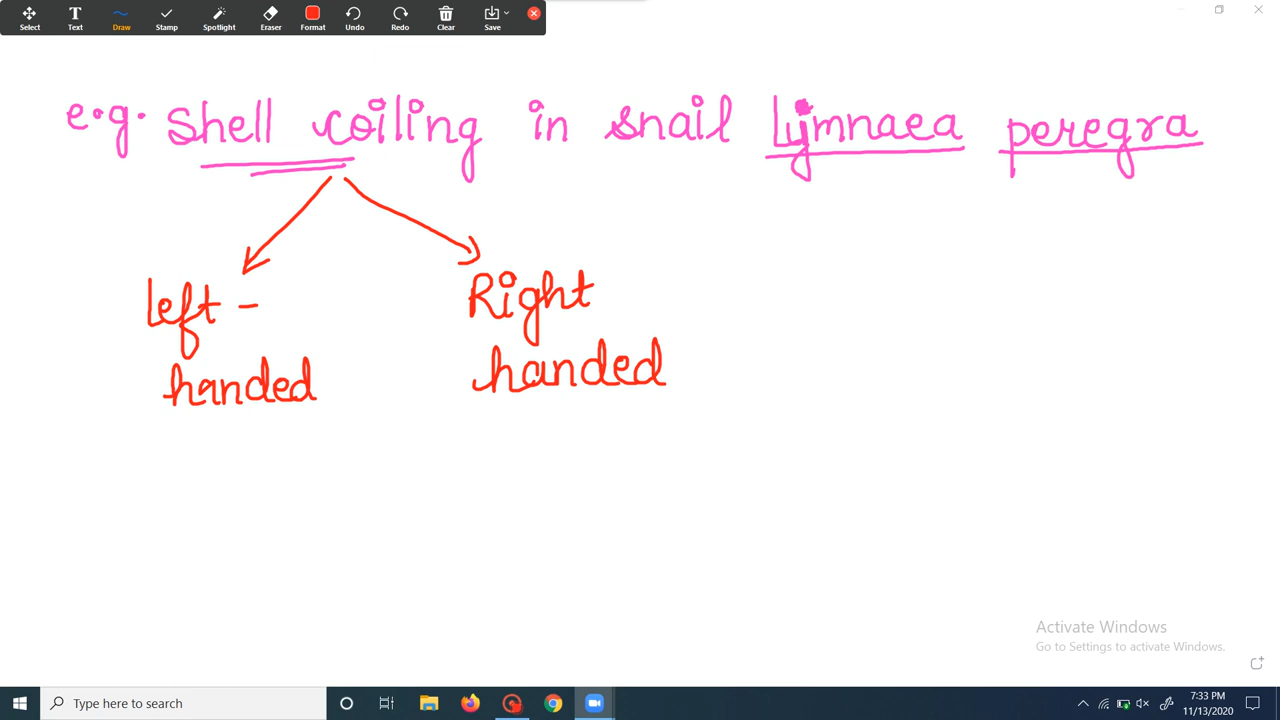 Select Text Draw Stamp Spotlight Eraser Format Undo Redo Clear Save
e.g. Shell coiling in snail Lymnaea peregra
Left - Right
handed handed
Activate Windows
Go to Settings to activate Windows.
Type here to search
7:33 PM
11/13/2020